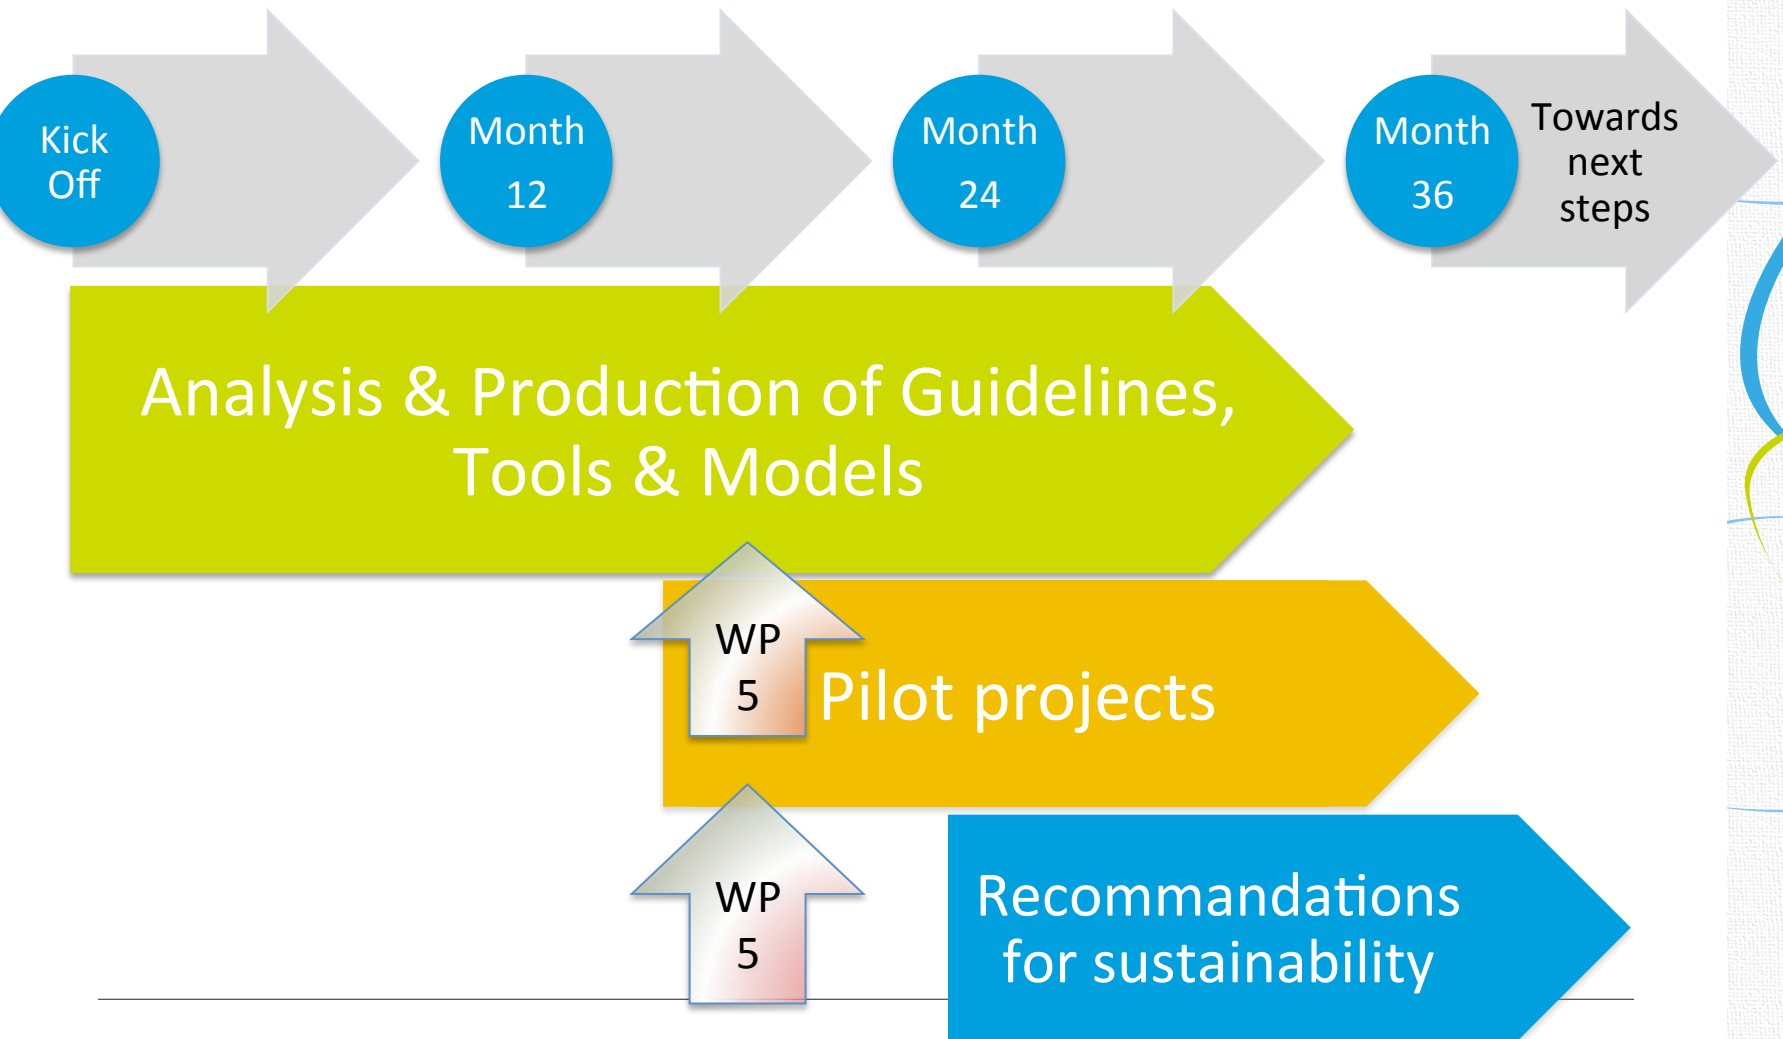 Kick
Off
Month
12
Month
24
Month
36
Towards
next
steps
Analysis & Production of Guidelines,
Tools & Models
WP
5
Pilot projects
WP
5
Recommandations
for sustainability